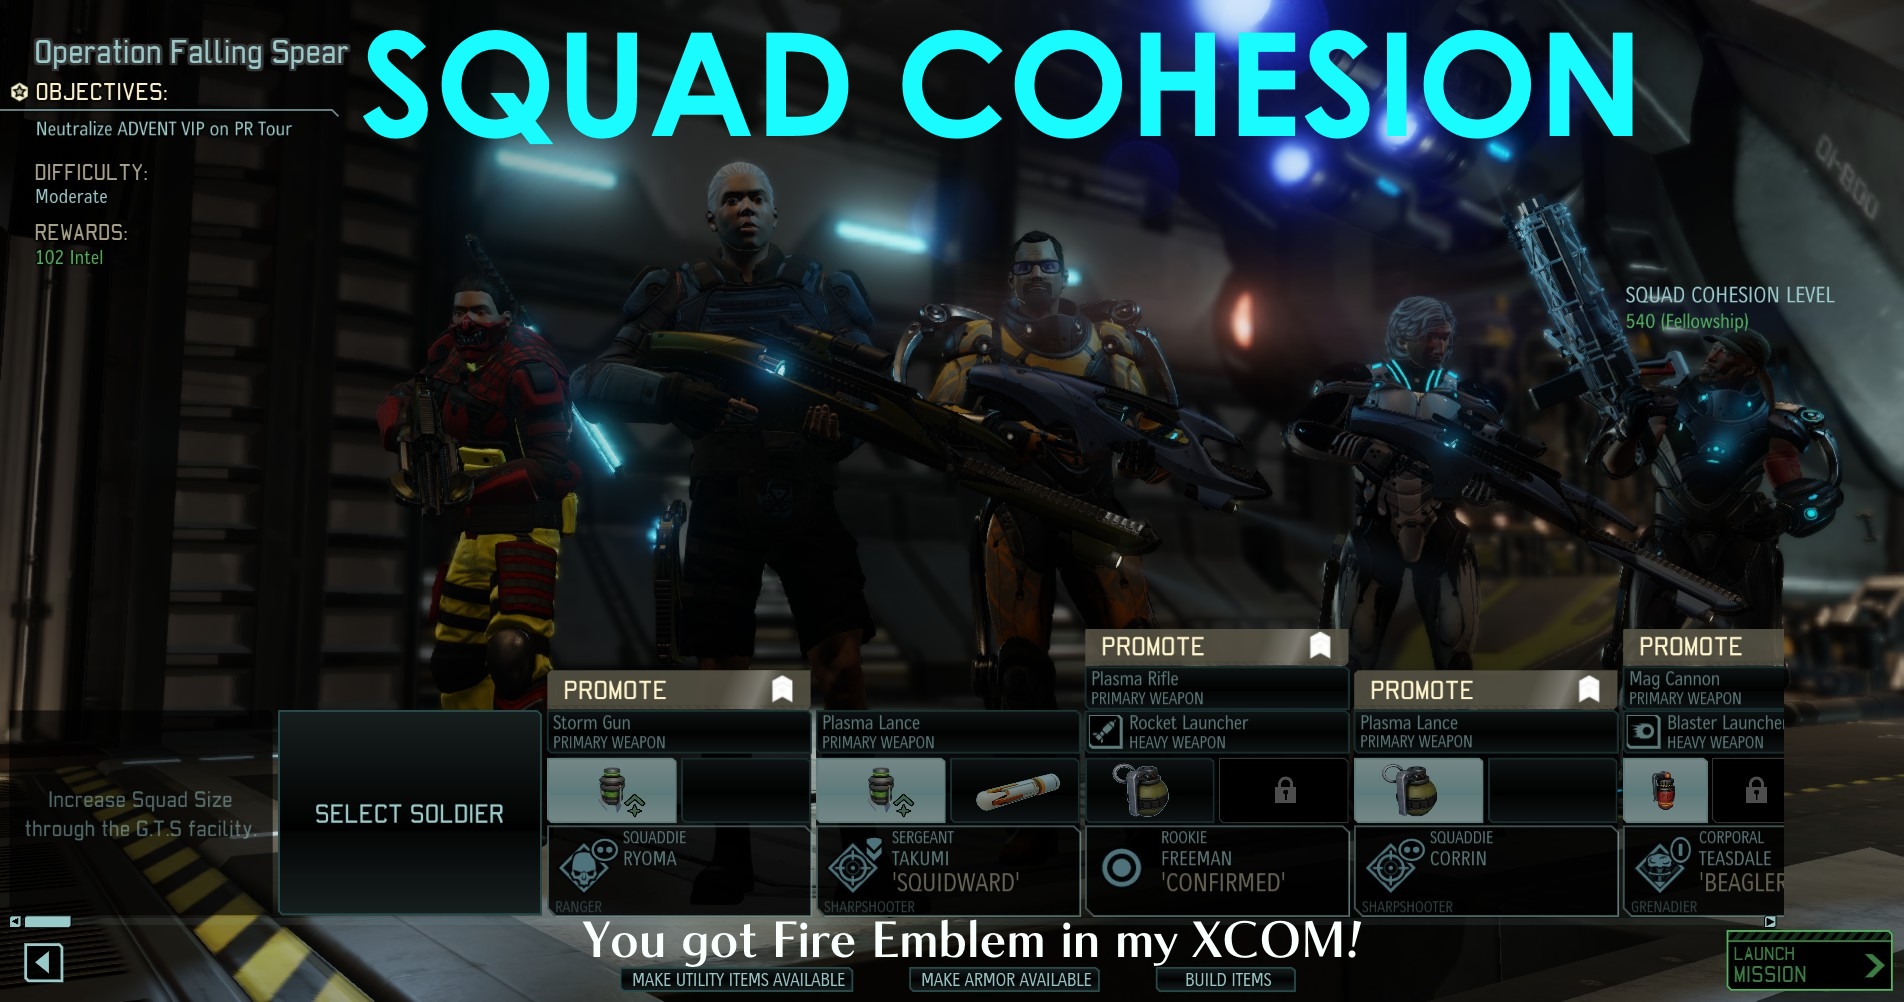 SQUAD COHESION
Operation Falling Spear
OBJECTIVES:
Neutralize ADVENT VIP on PR Tour
DIFFICULTY:
Moderate
REWARDS:
102 Intel
SQUAD COHESION LEVEL
540 (Fellowship)
Increase Squad Size
through the G.T.S facility.
SELECT SOLDIER
PROMOTE
Storm Gun
PRIMARY WEAPON
SQUADDIE
RYOMA
RANGER
Plasma Lance
PRIMARY WEAPON
SERGEANT
TAKUMI
'SQUIDWARD'
SHARPSHOOTER
PROMOTE
Plasma Rifle
PRIMARY WEAPON
Rocket Launcher
HEAVY WEAPON
ROOKIE
FREEMAN
'CONFIRMED'
PROMOTE
Plasma Lance
PRIMARY WEAPON
SQUADDIE
CORRIN
SHARPSHOOTER
PROMOTE
Mag Cannon
PRIMARY WEAPON
Blaster Launcher
HEAVY WEAPON
CORPORAL
TEASDALE
'BEAGLER
GRENADIER
You got Fire Emblem in my XCOM!
MAKE UTILITY ITEMS AVAILABLE
MAKE ARMOR AVAILABLE
BUILD ITEMS
LAUNCH
MISSION